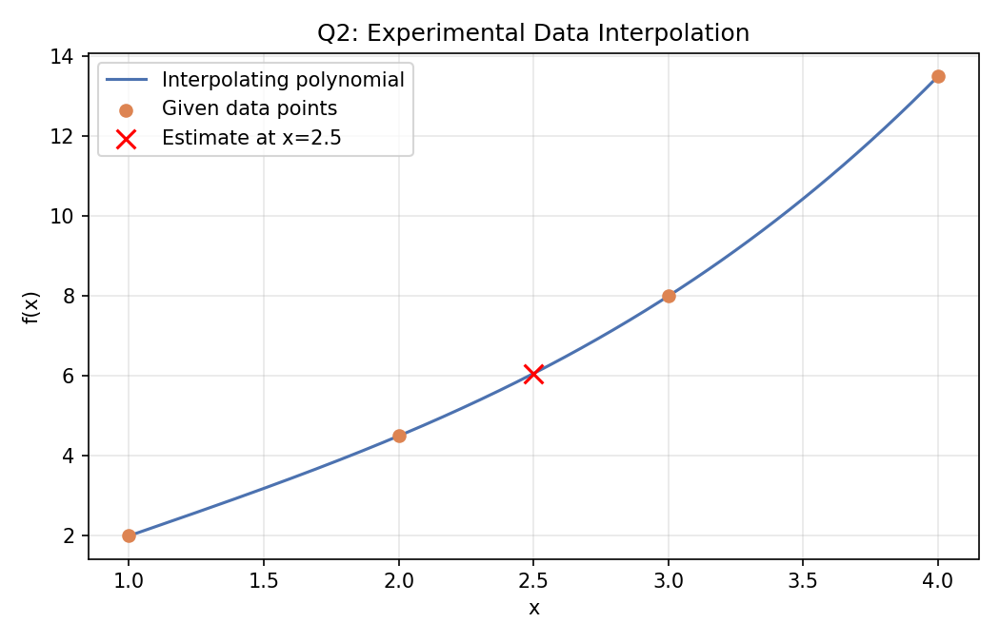 Q2: Experimental Data Interpolation
Interpolating polynomial
Given data points
Estimate at x=2.5
14
12
10
8
6
4
2
f(x)
1.0 1.5 2.0 2.5 3.0 3.5 4.0
x